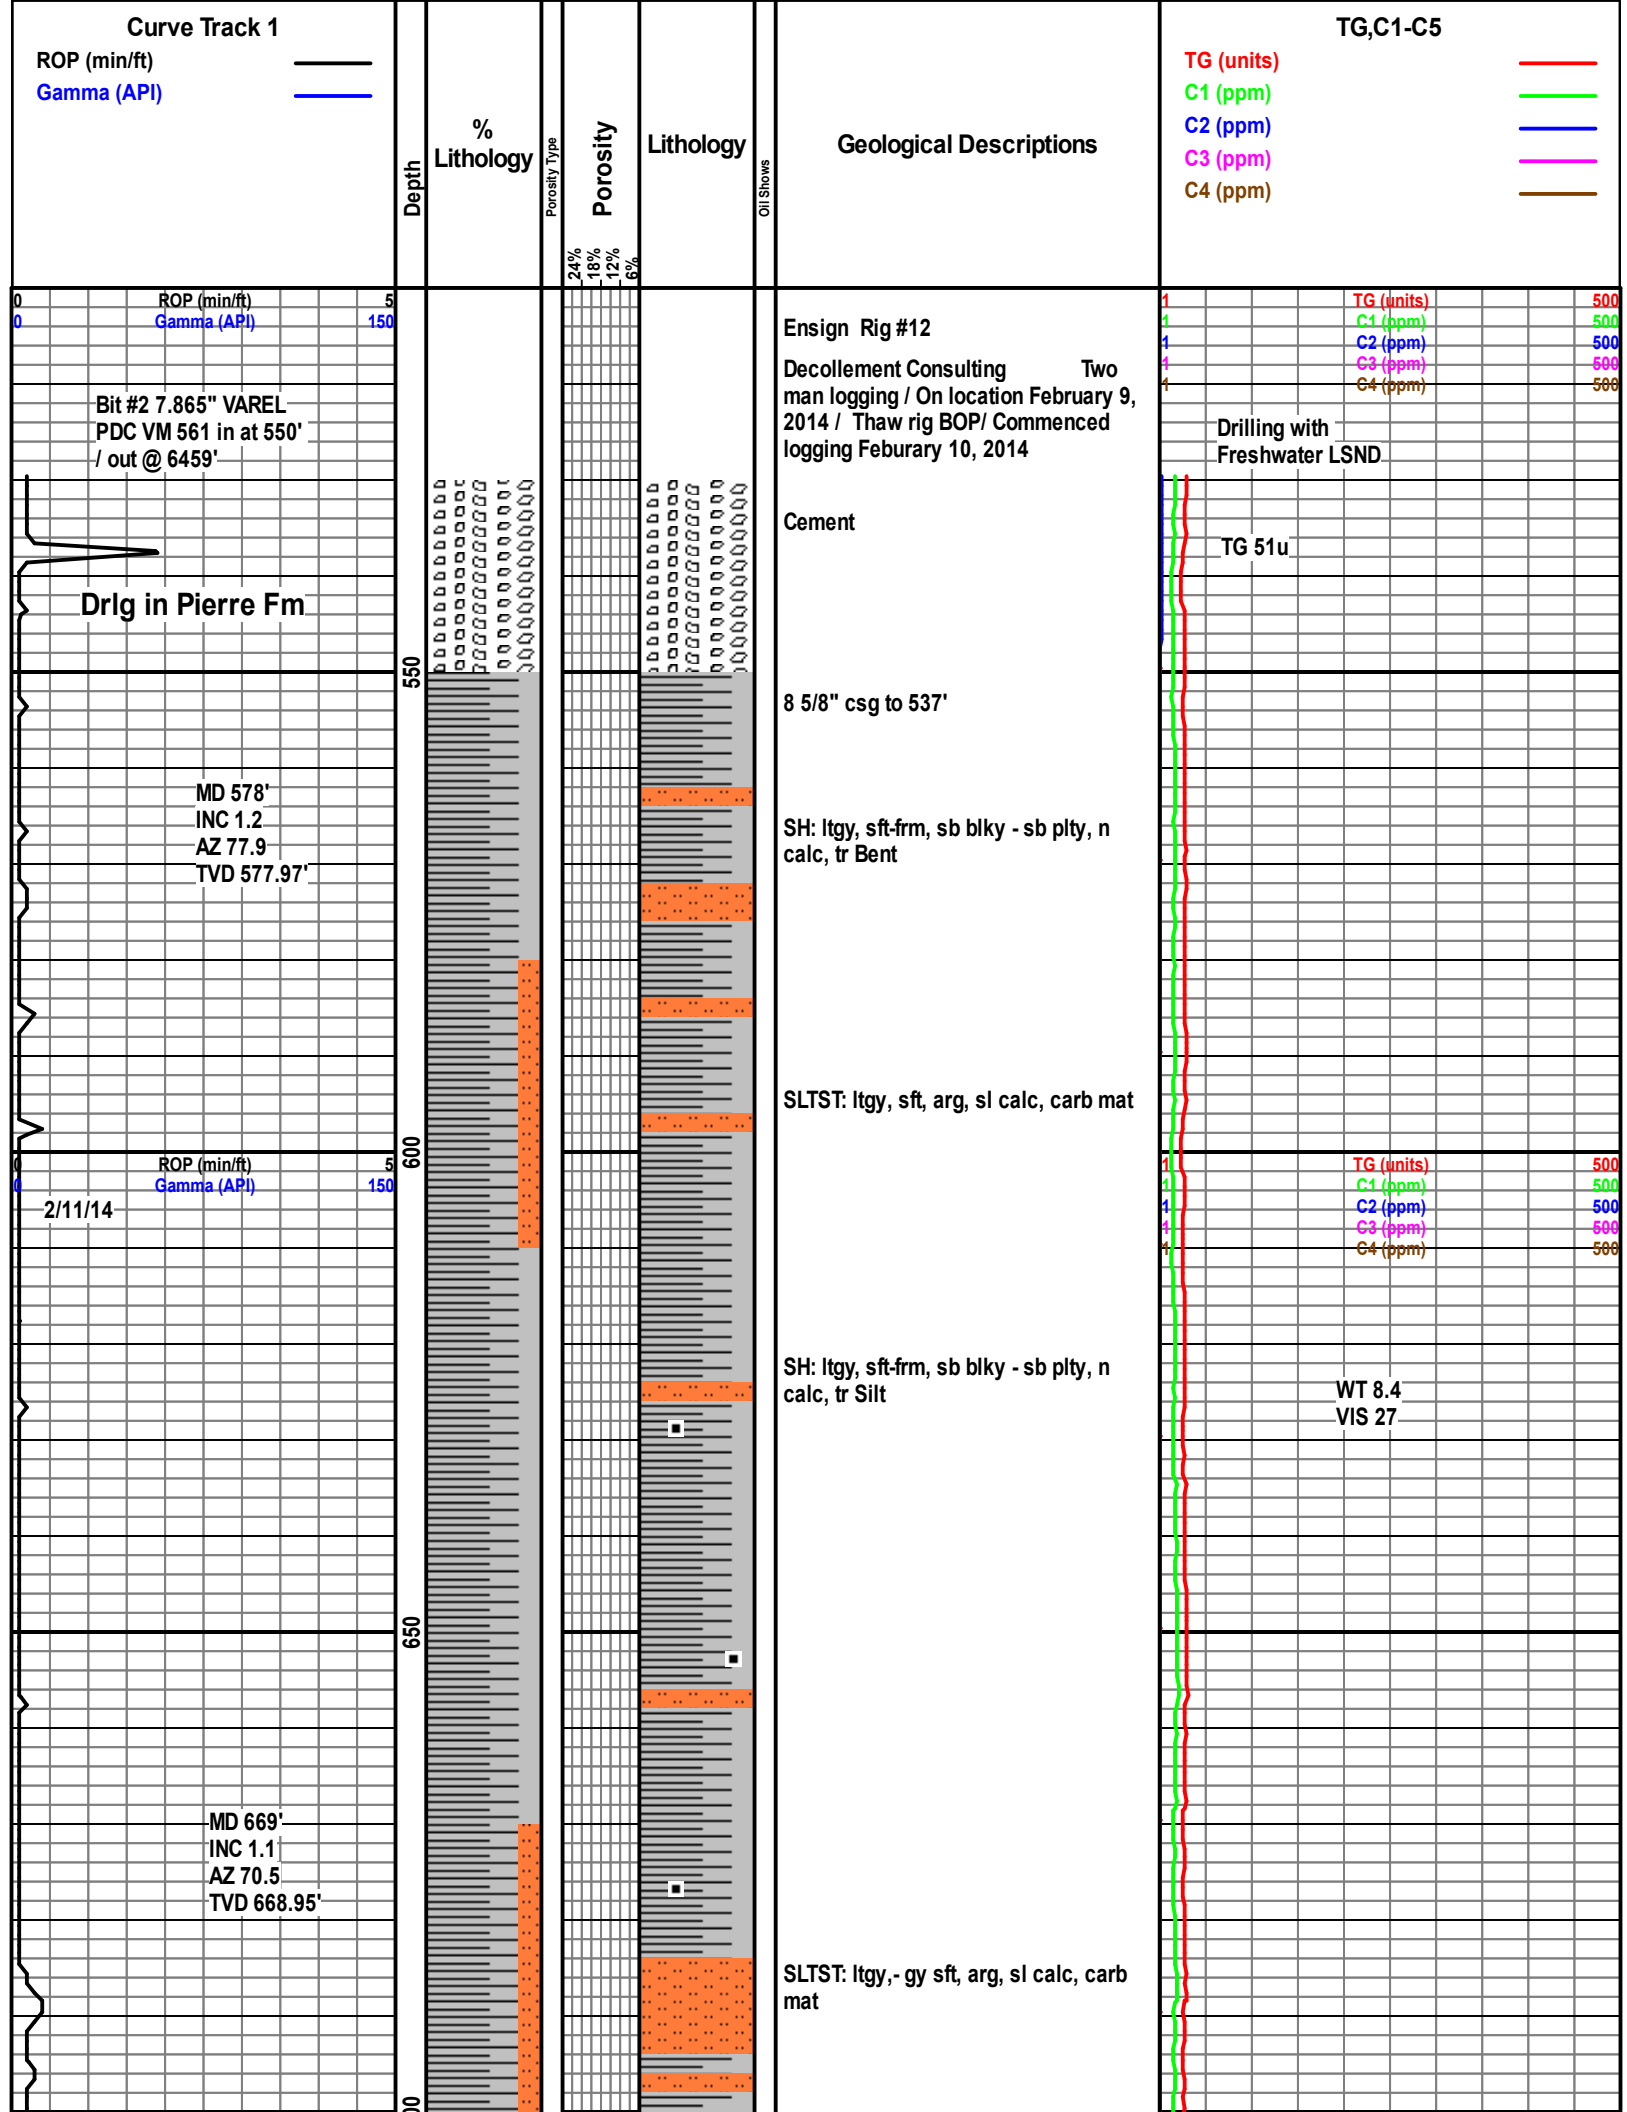 Curve Track 1
ROP (min/ft)
Gamma (API)
Depth
%
Lithology
Porosity Type
Porosity
24%
18%
12%
6%
Lithology
Oil Shows
Geological Descriptions
TG,C1-C5
TG (units)
C1 (ppm)
C2 (ppm)
C3 (ppm)
C4 (ppm)
0 ROP (min/ft) 5
0 Gamma (API) 150
1 TG (units) 500
1 C1 (ppm) 500
1 C2 (ppm) 500
1 C3 (ppm) 500
1 C4 (ppm) 500
Ensign Rig #12
Decollement Consulting Two
man logging / On location February 9,
2014 / Thaw rig BOP/ Commenced
logging Feburary 10, 2014
Bit #2 7.865" VAREL
PDC VM 561 in at 550'
/ out @ 6459'
Drilling with
Freshwater LSND
Cement
TG 51u
Drlg in Pierre Fm
550
8 5/8" csg to 537'
MD 578'
INC 1.2
AZ 77.9
TVD 577.97'
SH: ltgy, sft-frm, sb blky - sb plty, n
calc, tr Bent
SLTST: ltgy, sft, arg, sl calc, carb mat
600
0 ROP (min/ft) 5
0 Gamma (API) 150
1 TG (units) 500
1 C1 (ppm) 500
1 C2 (ppm) 500
1 C3 (ppm) 500
1 C4 (ppm) 500
2/11/14
SH: ltgy, sft-frm, sb blky - sb plty, n
calc, tr Silt
WT 8.4
VIS 27
650
MD 669'
INC 1.1
AZ 70.5
TVD 668.95'
SLTST: ltgy,- gy sft, arg, sl calc, carb
mat